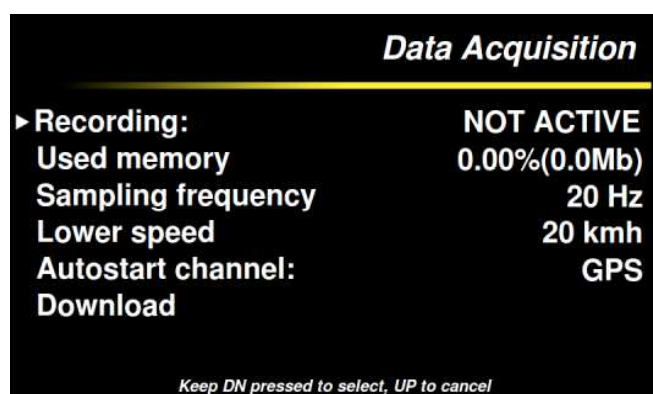 Data Acquisition
Recording: NOT ACTIVE
Used memory 0.00%(0.0Mb)
Sampling frequency 20 Hz
Lower speed 20 kmh
Autostart channel: GPS
Download
Keep DN pressed to select, UP to cancel